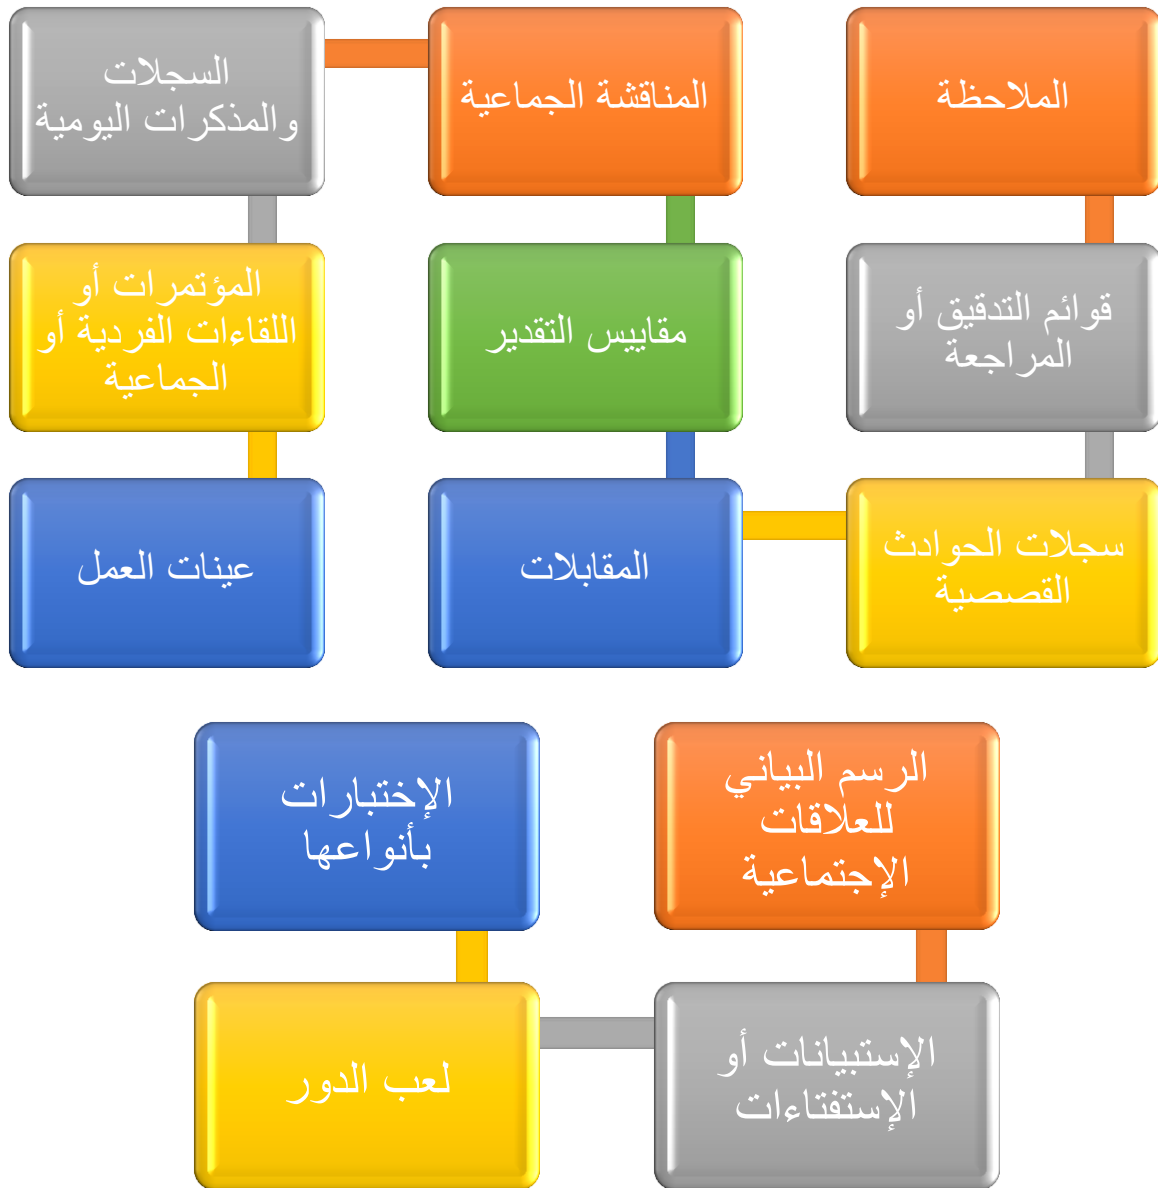 الملاحظة
قوائم التدقيق أو
المراجعة
سجلات الحوادث
القصصية
المقابلات
مقاييس التقدير
المناقشة الجماعية
السجلات
والمذكرات اليومية
المؤتمرات أو
اللقاءات الفردية أو
الجماعية
عينات العمل
الرسم البياني
للعلاقات
الإجتماعية
الإستبيانات أو
الإستفتاءات
لعب الدور
الإختبارات
بأنواعها